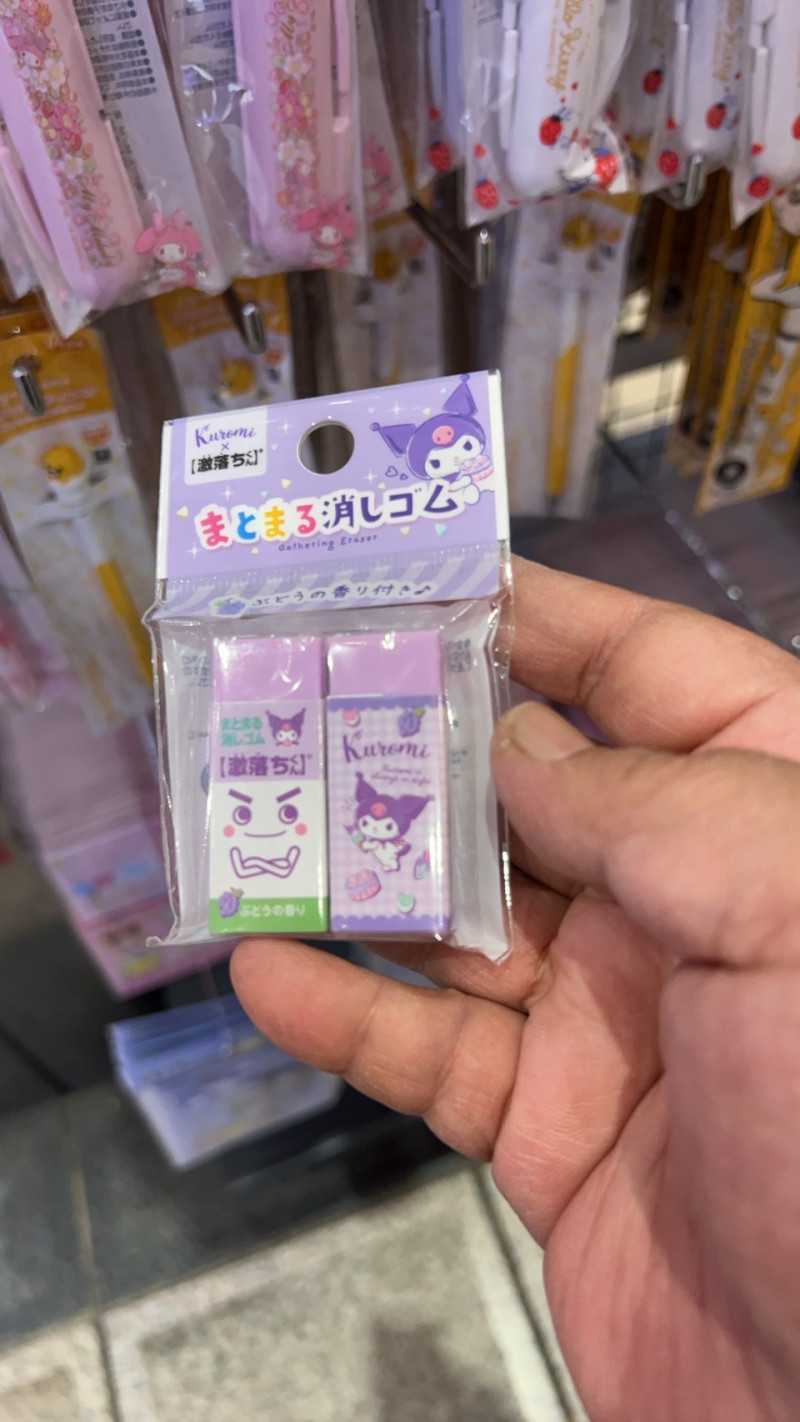 Hello Kitty
Kuromi
×
【激落ちくん】®
まとまる消しゴム
Gathering Eraser
ぶどうの香り付き♪
まとまる
消しゴム
【激落ちくん】®
ぶどうの香り
Kuromi